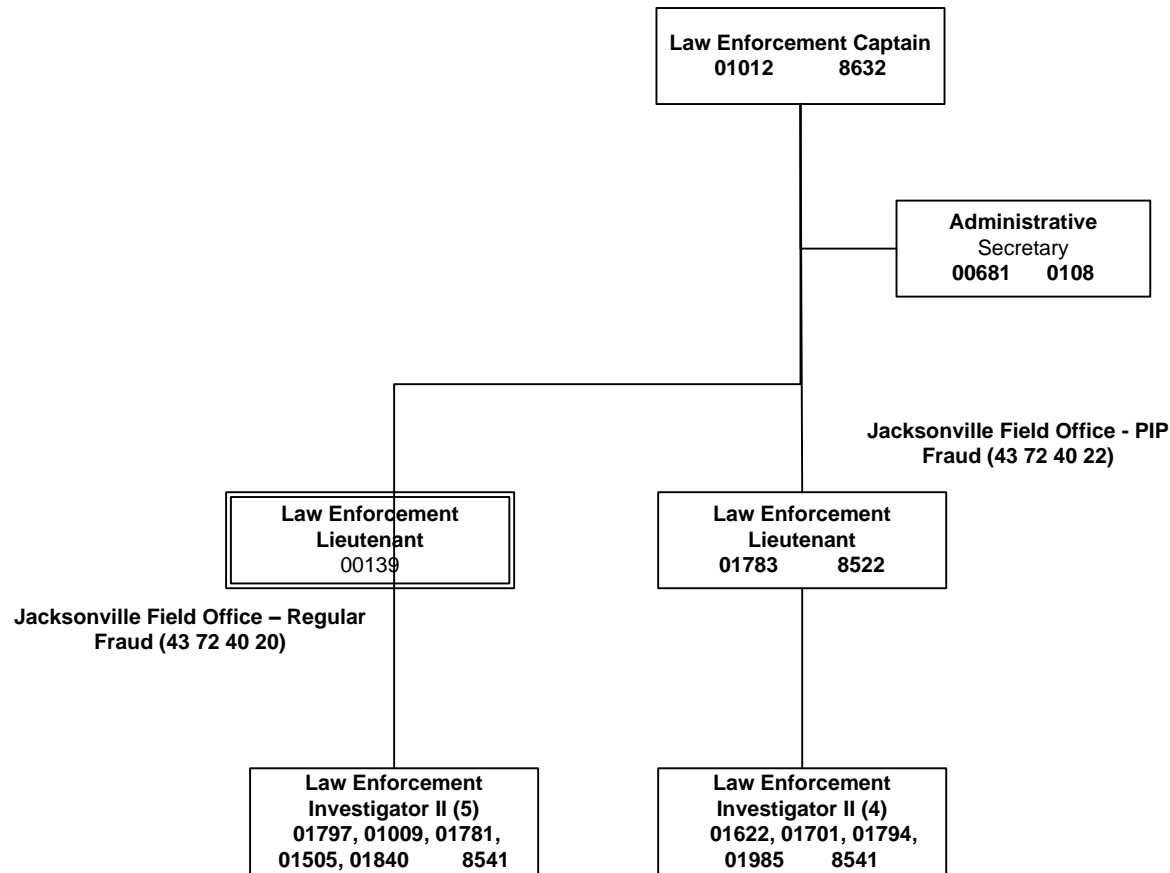 Law Enforcement Captain
01012 8632
Administrative
Secretary
00681 0108
Jacksonville Field Office - PIP
Fraud (43 72 40 22)
Law Enforcement
Lieutenant
00139
Law Enforcement
Lieutenant
01783 8522
Jacksonville Field Office – Regular
Fraud (43 72 40 20)
Law Enforcement
Investigator II (5)
01797, 01009, 01781,
01505, 01840 8541
Law Enforcement
Investigator II (4)
01622, 01701, 01794,
01985 8541